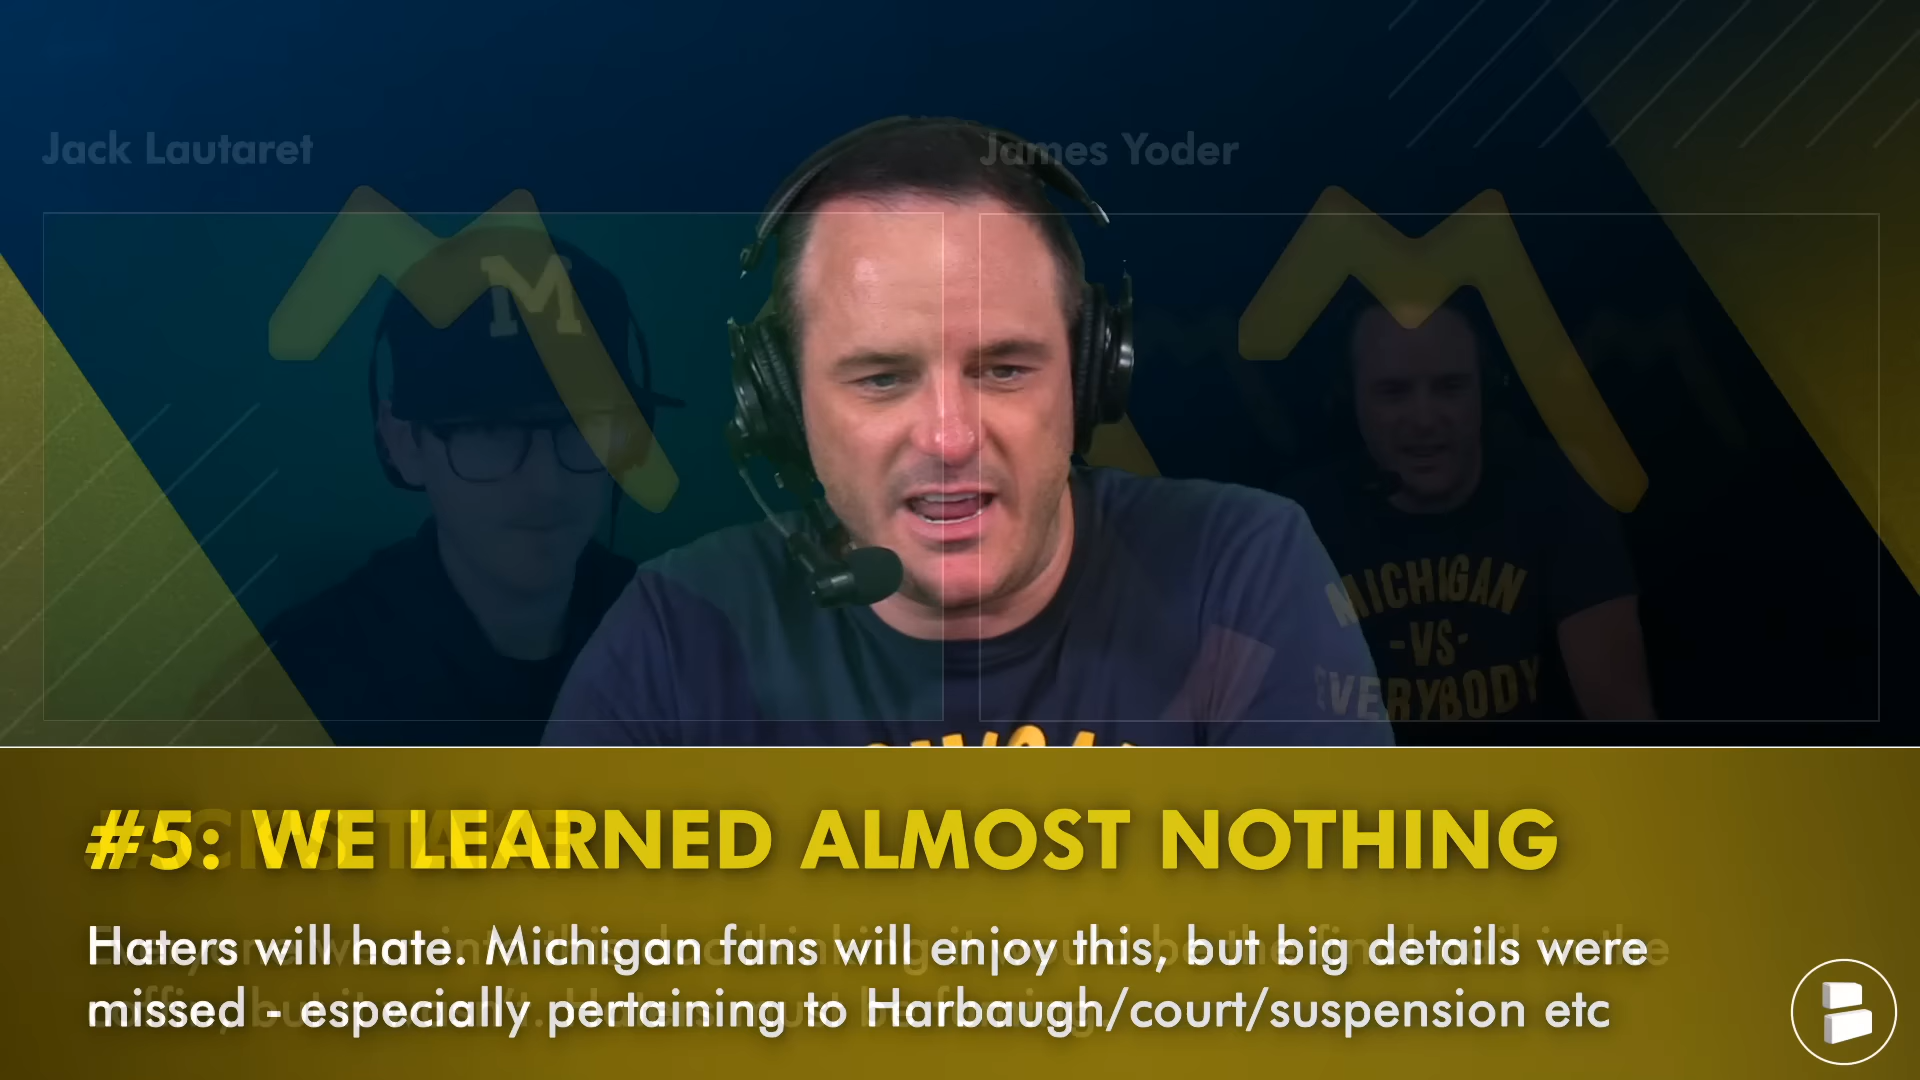 Jack Lautaret
James Yoder
M
MICHIGAN
-VS-
EVERYBODY
#5: WE LEARNED ALMOST NOTHING
Haters will hate. Michigan fans will enjoy this, but big details were
missed - especially pertaining to Harbaugh/court/suspension etc